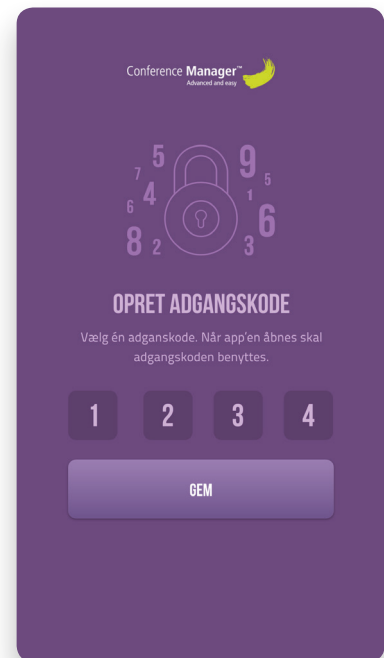 Conference Manager™
Advanced and easy
5 9
7 5
4 1
6 6
8 2 3
OPRET ADGANGSKODE
Vælg én adganskode. Når app'en åbnes skal
adgangskoden benyttes.
1 2 3 4
GEM